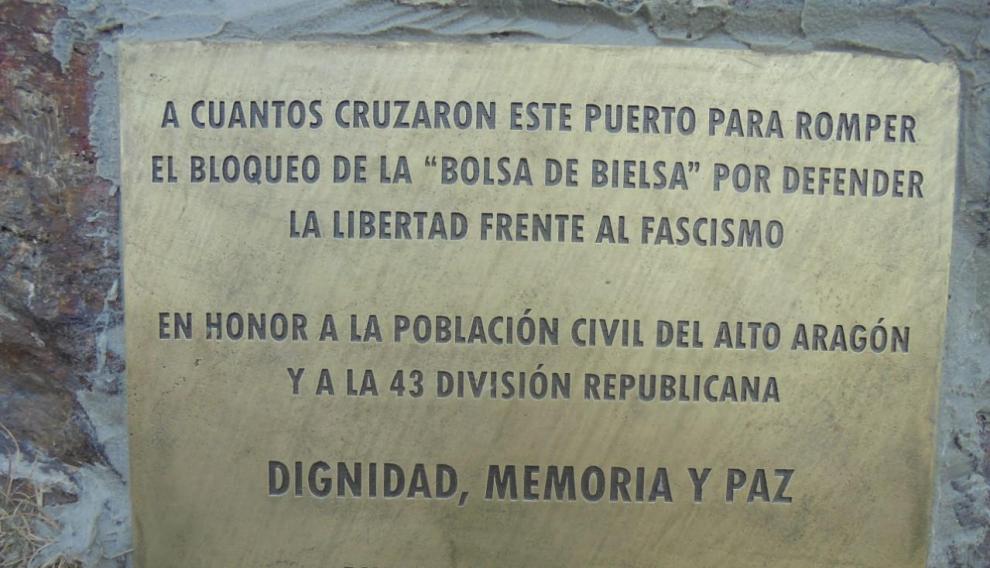 A CUANTOS CRUZARON ESTE PUERTO PARA ROMPER
EL BLOQUEO DE LA “BOLSA DE BIELSA” POR DEFENDER
LA LIBERTAD FRENTE AL FASCISMO
EN HONOR A LA POBLACIÓN CIVIL DEL ALTO ARAGÓN
Y A LA 43 DIVISIÓN REPUBLICANA
DIGNIDAD, MEMORIA Y PAZ